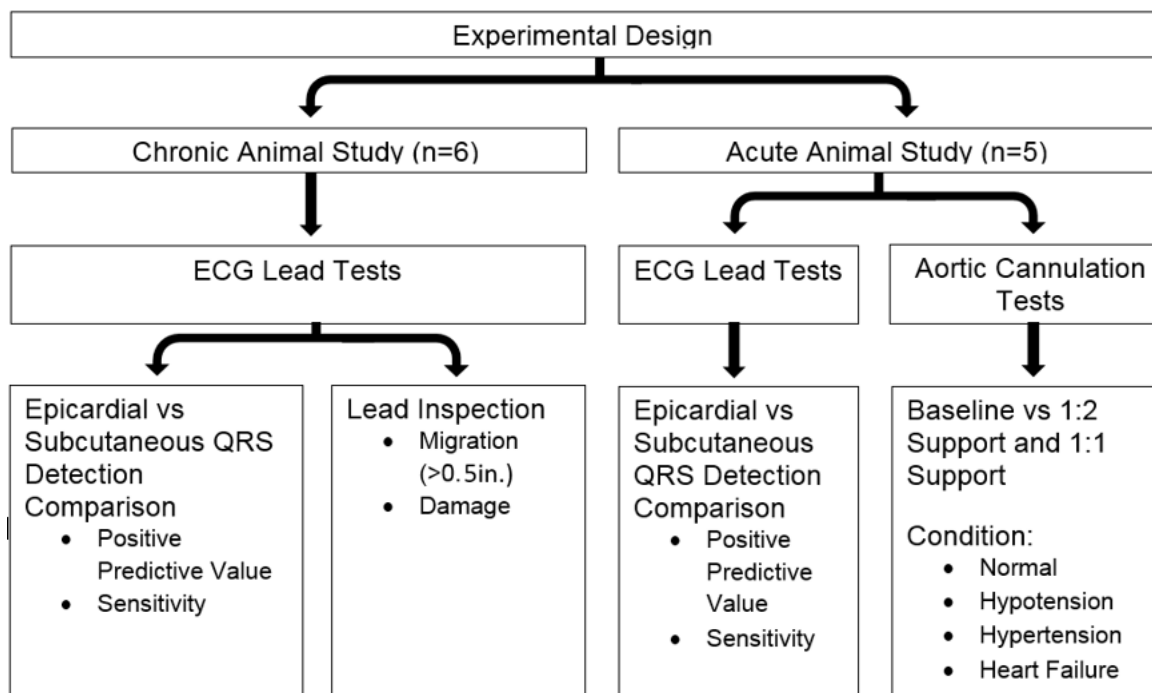 Experimental Design
Chronic Animal Study (n=6)
Acute Animal Study (n=5)
ECG Lead Tests
ECG Lead Tests
Aortic Cannulation
Tests
Epicardial vs
Subcutaneous QRS
Detection
Comparison
• Positive
Predictive Value
• Sensitivity
Lead Inspection
• Migration
(>0.5in.)
• Damage
Epicardial vs
Subcutaneous
QRS Detection
Comparison
• Positive
Predictive
Value
• Sensitivity
Baseline vs 1:2
Support and 1:1
Support
Condition:
• Normal
• Hypotension
• Hypertension
• Heart Failure